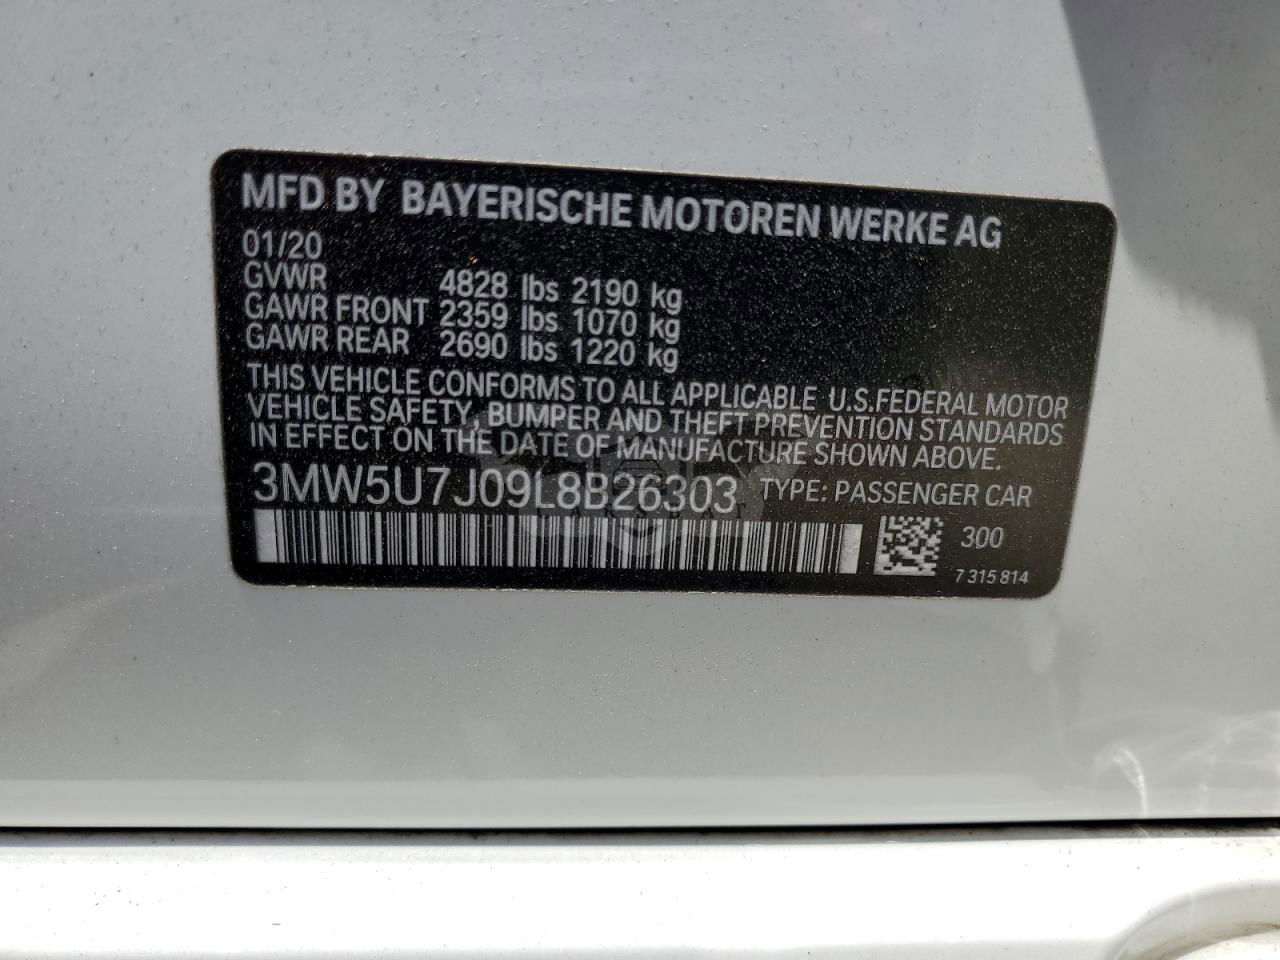 MFD BY BAYERISCHE MOTOREN WERKE AG
01/20
GVWR 4828 lbs 2190 kg
GAWR FRONT 2359 lbs 1070 kg
GAWR REAR 2690 lbs 1220 kg
THIS VEHICLE CONFORMS TO ALL APPLICABLE U.S.FEDERAL MOTOR
VEHICLE SAFETY, BUMPER AND THEFT PREVENTION STANDARDS
IN EFFECT ON THE DATE OF MANUFACTURE SHOWN ABOVE.
3MW5U7J09L8B26303 TYPE: PASSENGER CAR
300
7 315 814